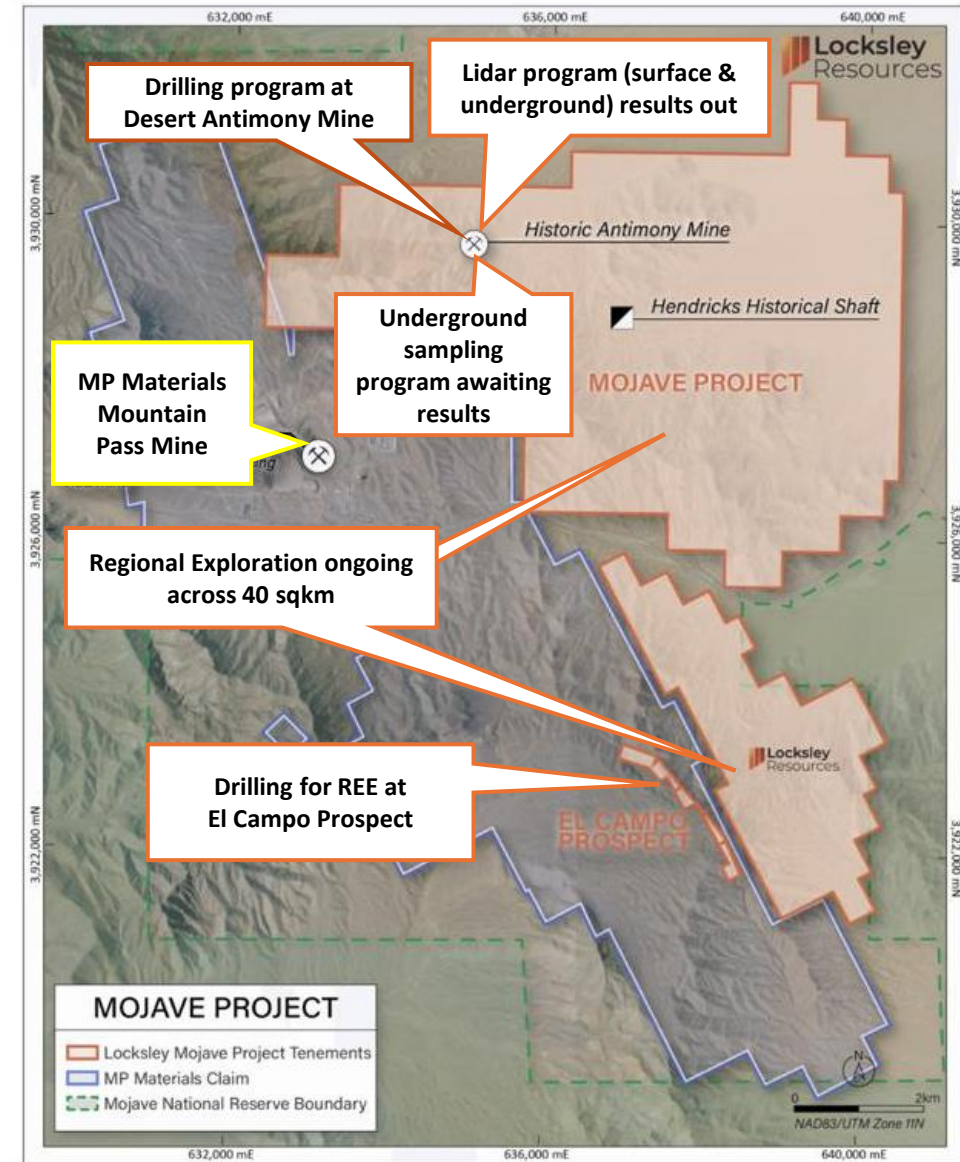 632,000 mE
636,000 mE
640,000 mE
Locksley
Resources
Drilling program at
Desert Antimony Mine
Lidar program (surface &
underground) results out
3,930,000 mN
3,930,000 mN
Historic Antimony Mine
Hendricks Historical Shaft
Underground
sampling
program awaiting
results
MOJAVE PROJECT
MP Materials
Mountain
Pass Mine
3,926,000 mN
3,926,000 mN
Regional Exploration ongoing
across 40 sqkm
Locksley
Resources
Drilling for REE at
El Campo Prospect
EL CAMPO
PROSPECT
3,922,000 mN
3,922,000 mN
MOJAVE PROJECT
Locksley Mojave Project Tenements
MP Materials Claim
Mojave National Reserve Boundary
N
0 2km
NAD83/UTM Zone 11N
632,000 mE
636,000 mE
640,000 mE